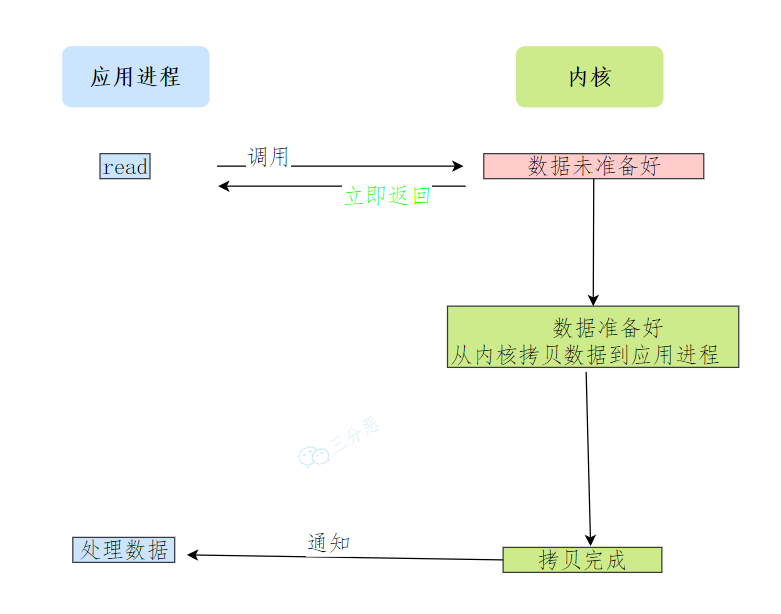 应用进程
内核
read
调用
数据未准备好
立即返回
数据准备好
从内核拷贝数据到应用进程
三分恶
处理数据
通知
拷贝完成